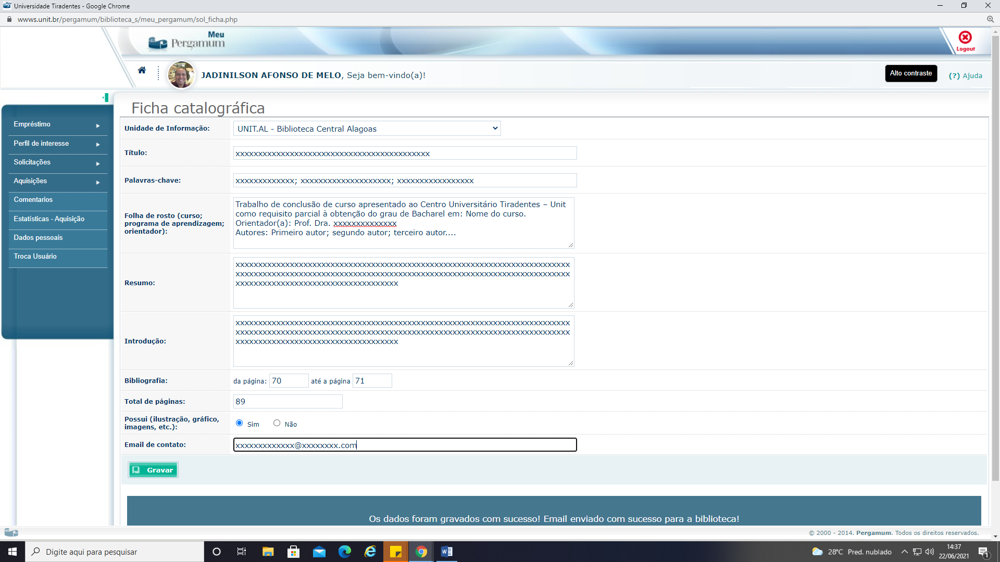 Universidade Tiradentes - Google Chrome
wwws.unit.br/pergamum/biblioteca_s/meu_pergamum/sol_ficha.php
Meu
Pergamum
Logout
JADINILSON AFONSO DE MELO, Seja bem-vindo(a)!
Alto contraste
(?) Ajuda
Empréstimo
Perfil de interesse
Solicitações
Aquisições
Comentarios
Estatísticas - Aquisição
Dados pessoais
Troca Usuário
Ficha catalográfica
Unidade de Informação: UNIT.AL - Biblioteca Central Alagoas
Título: xxxxxxxxxxxxxxxxxxxxxxxxxxxxxxxxxxxxxxxxxxx
Palavras-chave: xxxxxxxxxxxxx; xxxxxxxxxxxxxxxxxxxx; xxxxxxxxxxxxxxxxx
Folha de rosto (curso;
programa de aprendizagem;
orientador):
Trabalho de conclusão de curso apresentado ao Centro Universitário Tiradentes – Unit
como requisito parcial à obtenção do grau de Bacharel em: Nome do curso.
Orientador(a): Prof. Dra. xxxxxxxxxxxxxx
Autores: Primeiro autor; segundo autor; terceiro autor....
Resumo:
xxxxxxxxxxxxxxxxxxxxxxxxxxxxxxxxxxxxxxxxxxxxxxxxxxxxxxxxxxxxxxxxxxxxxxxxxx
xxxxxxxxxxxxxxxxxxxxxxxxxxxxxxxxxxxxxxxxxxxxxxxxxxxxxxxxxxxxxxxxxxxxxxxxxx
xxxxxxxxxxxxxxxxxxxxxxxxxxxxxxxxxxxx
Introdução:
xxxxxxxxxxxxxxxxxxxxxxxxxxxxxxxxxxxxxxxxxxxxxxxxxxxxxxxxxxxxxxxxxxxxxxxxxx
xxxxxxxxxxxxxxxxxxxxxxxxxxxxxxxxxxxxxxxxxxxxxxxxxxxxxxxxxxxxxxxxxxxxxxxxxx
xxxxxxxxxxxxxxxxxxxxxxxxxxxxxxxxxxxx
Bibliografia: da página: 70 até a página 71
Total de páginas: 89
Possui (ilustração, gráfico,
imagens, etc.):
Sim Não
Email de contato: xxxxxxxxxxxxx@xxxxxxxx.com
Gravar
Os dados foram gravados com sucesso! Email enviado com sucesso para a biblioteca!
© 2000 - 2014. Pergamum. Todos os direitos reservados.
Digite aqui para pesquisar
28°C Pred. nublado
14:37
22/06/2021
1